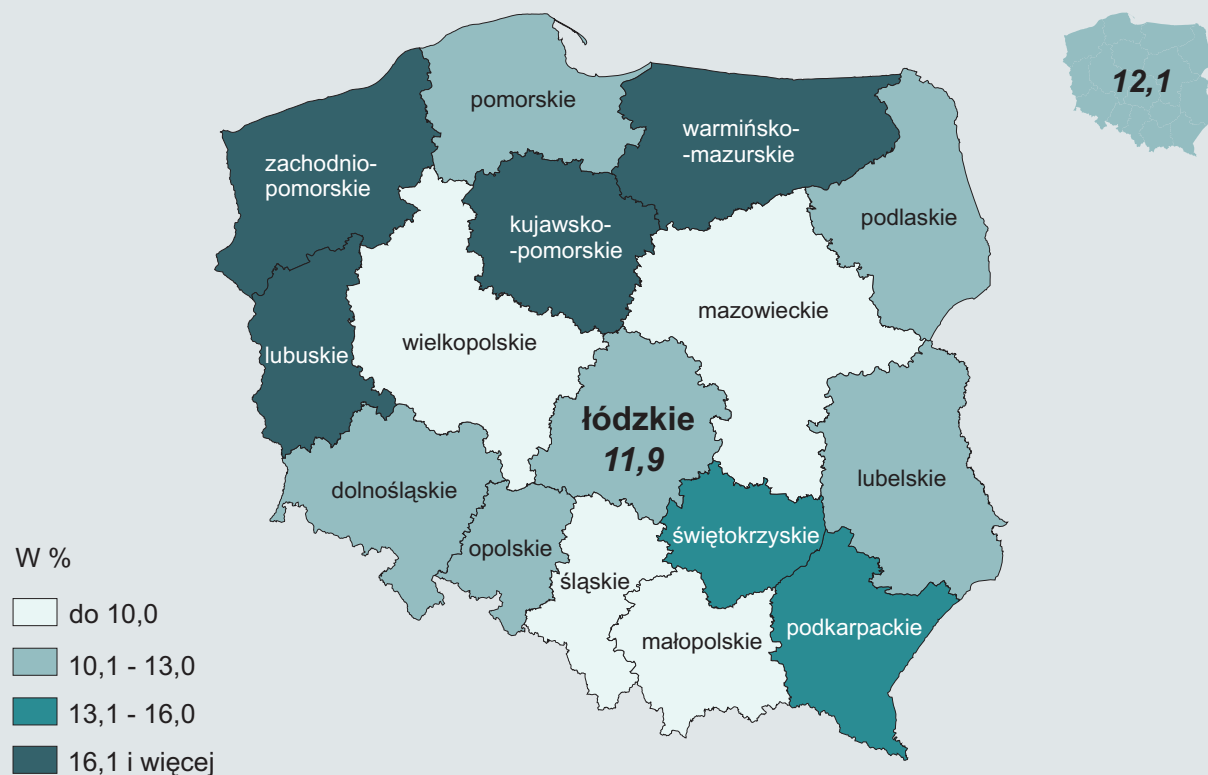 pomorskie
12,1
warmińsko-
-mazurskie
zachodnio-
pomorskie
podlaskie
kujawsko-
-pomorskie
mazowieckie
wielkopolskie
lubuskie
łódzkie
11,9
lubelskie
dolnośląskie
świętokrzyskie
opolskie
śląskie
podkarpackie
małopolskie
W %
do 10,0
10,1 - 13,0
13,1 - 16,0
16,1 i więcej